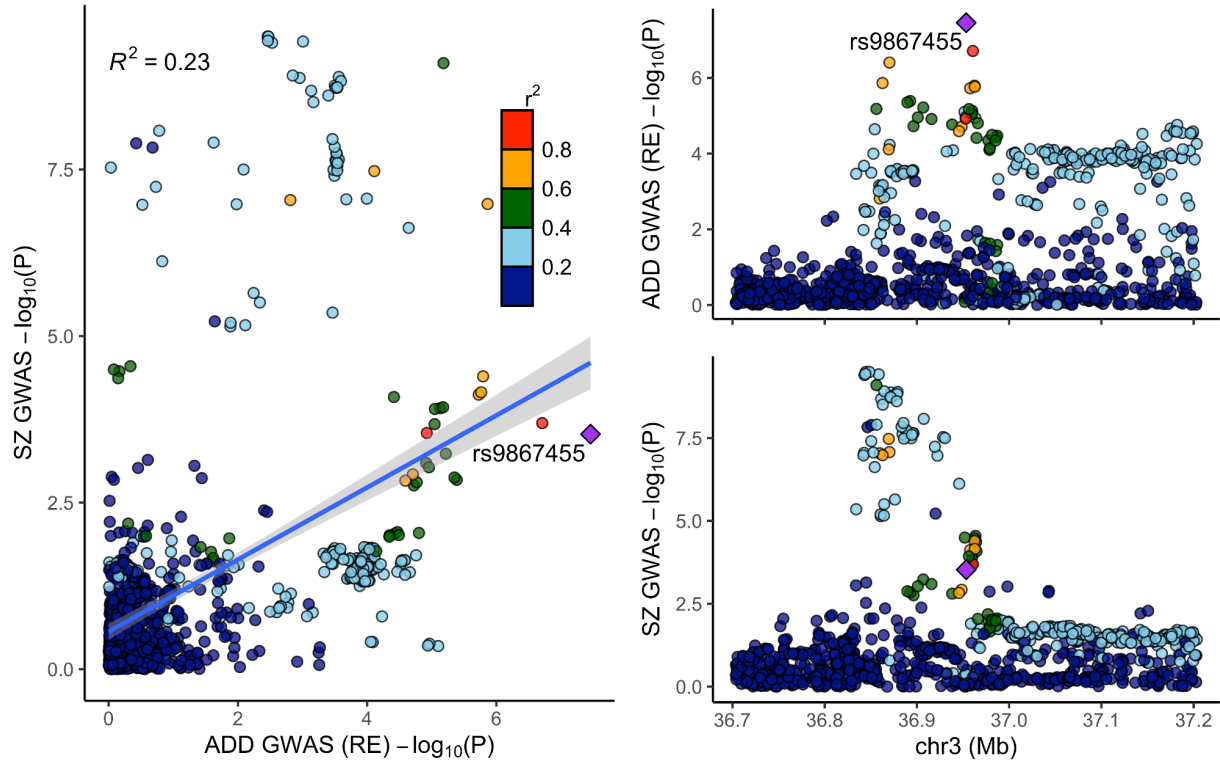 R² = 0.23
r²
0.8
0.6
0.4
0.2
rs9867455
7.5
5.0
2.5
0.0
SZ GWAS −log₁₀(P)
0
2
4
6
ADD GWAS (RE) −log₁₀(P)
ADD GWAS (RE) −log₁₀(P)
rs9867455
6
4
2
0
SZ GWAS −log₁₀(P)
7.5
5.0
2.5
0.0
36.7
36.8
36.9
37.0
37.1
37.2
chr3 (Mb)